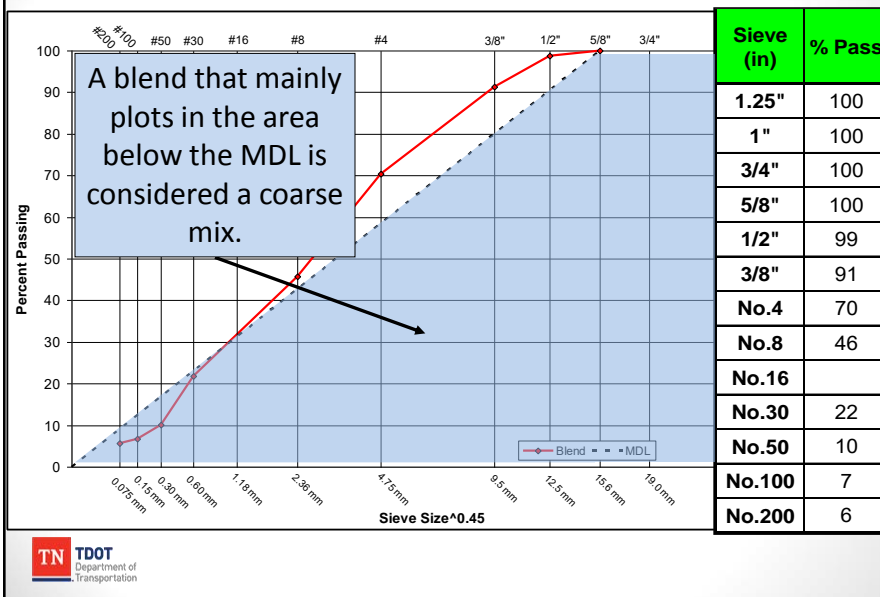 #200 #100 #50 #30 #16 #8 #4 3/8" 1/2" 5/8" 3/4"
100
90
80
70
60
50
40
30
20
10
0
Percent Passing
A blend that mainly
plots in the area
below the MDL is
considered a coarse
mix.
Blend MDL
0.075 mm 0.15 mm 0.30 mm 0.60 mm 1.18 mm 2.36 mm 4.75 mm 9.5 mm 12.5 mm 15.6 mm 19.0 mm
Sieve Size^0.45
Sieve (in) % Pass
1.25" 100
1" 100
3/4" 100
5/8" 100
1/2" 99
3/8" 91
No.4 70
No.8 46
No.16
No.30 22
No.50 10
No.100 7
No.200 6
TN TDOT
Department of
Transportation